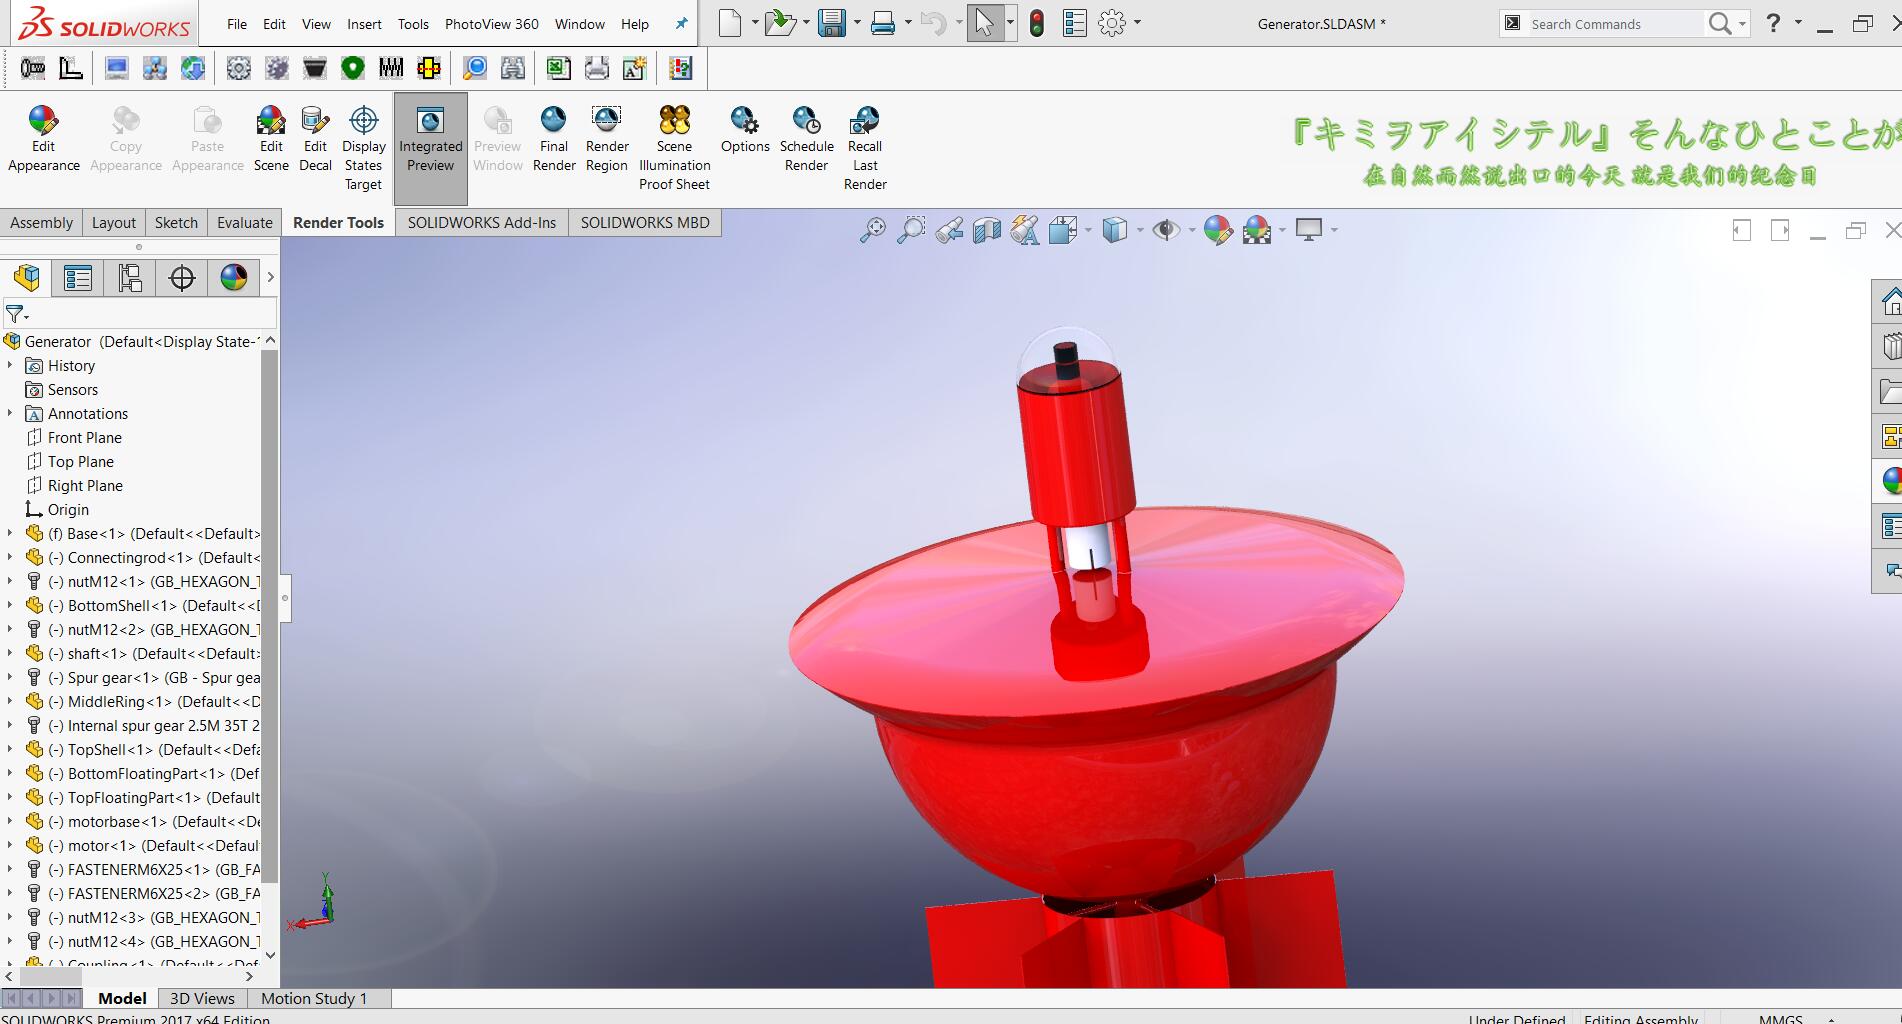 SOLIDWORKS File Edit View Insert Tools PhotoView 360 Window Help Generator.SLDASM * Search Commands ?
Edit Appearance
Copy Appearance
Paste Appearance
Edit Scene
Edit Decal
Display States Target
Integrated Preview
Preview Window
Final Render
Render Region
Scene Illumination Proof Sheet
Options
Schedule Render
Recall Last Render
『キミヲアイシテル』そんなひとことが
在自然而然说出口的今天 就是我们的纪念日
Assembly Layout Sketch Evaluate Render Tools SOLIDWORKS Add-Ins SOLIDWORKS MBD
Generator (Default<Display State-
History
Sensors
Annotations
Front Plane
Top Plane
Right Plane
Origin
(f) Base<1> (Default<<Default>
(-) Connectingrod<1> (Default<
(-) nutM12<1> (GB_HEXAGON_T
(-) BottomShell<1> (Default<<D
(-) nutM12<2> (GB_HEXAGON_T
(-) shaft<1> (Default<<Default>
(-) Spur gear<1> (GB - Spur gea
(-) MiddleRing<1> (Default<<D
(-) Internal spur gear 2.5M 35T 2
(-) TopShell<1> (Default<<Defa
(-) BottomFloatingPart<1> (Def
(-) TopFloatingPart<1> (Default
(-) motorbase<1> (Default<<De
(-) motor<1> (Default<<Defaul
(-) FASTENERM6X25<1> (GB_FA
(-) FASTENERM6X25<2> (GB_FA
(-) nutM12<3> (GB_HEXAGON_T
(-) nutM12<4> (GB_HEXAGON_T
(-) Coupling<1> (Default<<Def
Y
X
Model 3D Views Motion Study 1
SOLIDWORKS Premium 2017 x64 Edition Under Defined Editing Assembly MMGS